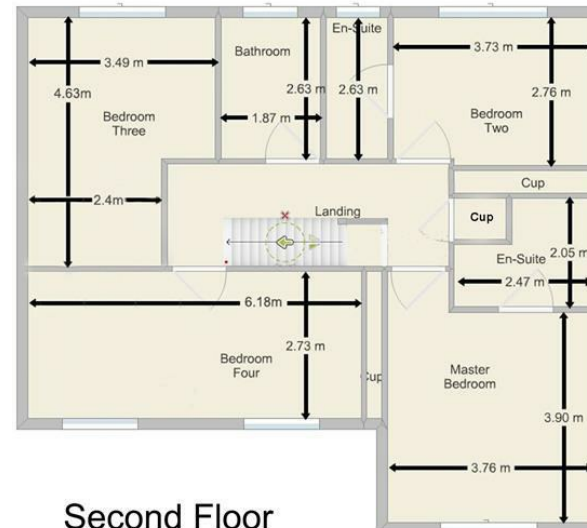 En-Suite
Bathroom
3.49 m
3.73 m
4.63m
2.63 m
2.63 m
2.76 m
Bedroom
Three
Bedroom
Two
1.87 m
Cup
2.4m
Landing
Cup
En-Suite
2.05 m
2.47 m
6.18m
2.73 m
Bedroom
Four
Cup
Master
Bedroom
3.90 m
3.76 m
Second Floor